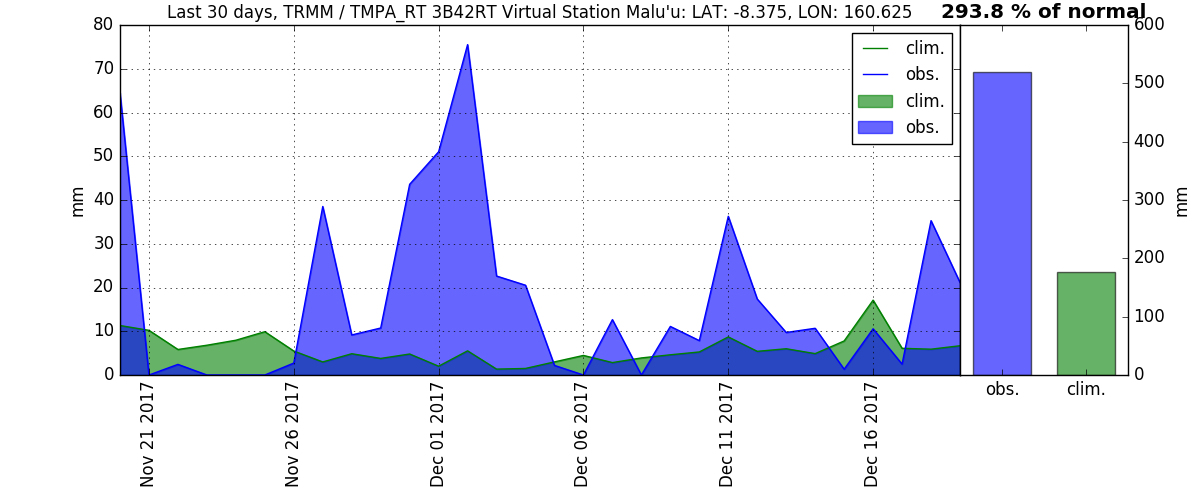 Last 30 days, TRMM / TMPA_RT 3B42RT Virtual Station Malu'u: LAT: -8.375, LON: 160.625
293.8 % of normal
80
70
60
50
40
30
20
10
0
mm
clim.
obs.
clim.
obs.
Nov 21 2017
Nov 26 2017
Dec 01 2017
Dec 06 2017
Dec 11 2017
Dec 16 2017
600
500
400
300
200
100
0
mm
obs.
clim.